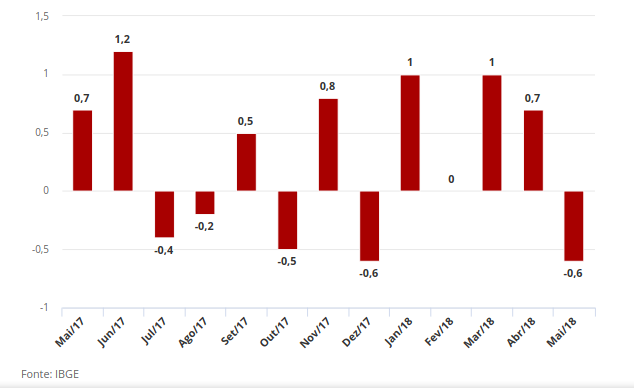 1,5
1
0,5
0
-0,5
-1
0,7
1,2
-0,4
-0,2
0,5
-0,5
0,8
-0,6
1
0
1
0,7
-0,6
Mai/17
Jun/17
Jul/17
Ago/17
Set/17
Out/17
Nov/17
Dez/17
Jan/18
Fev/18
Mar/18
Abr/18
Mai/18
Fonte: IBGE